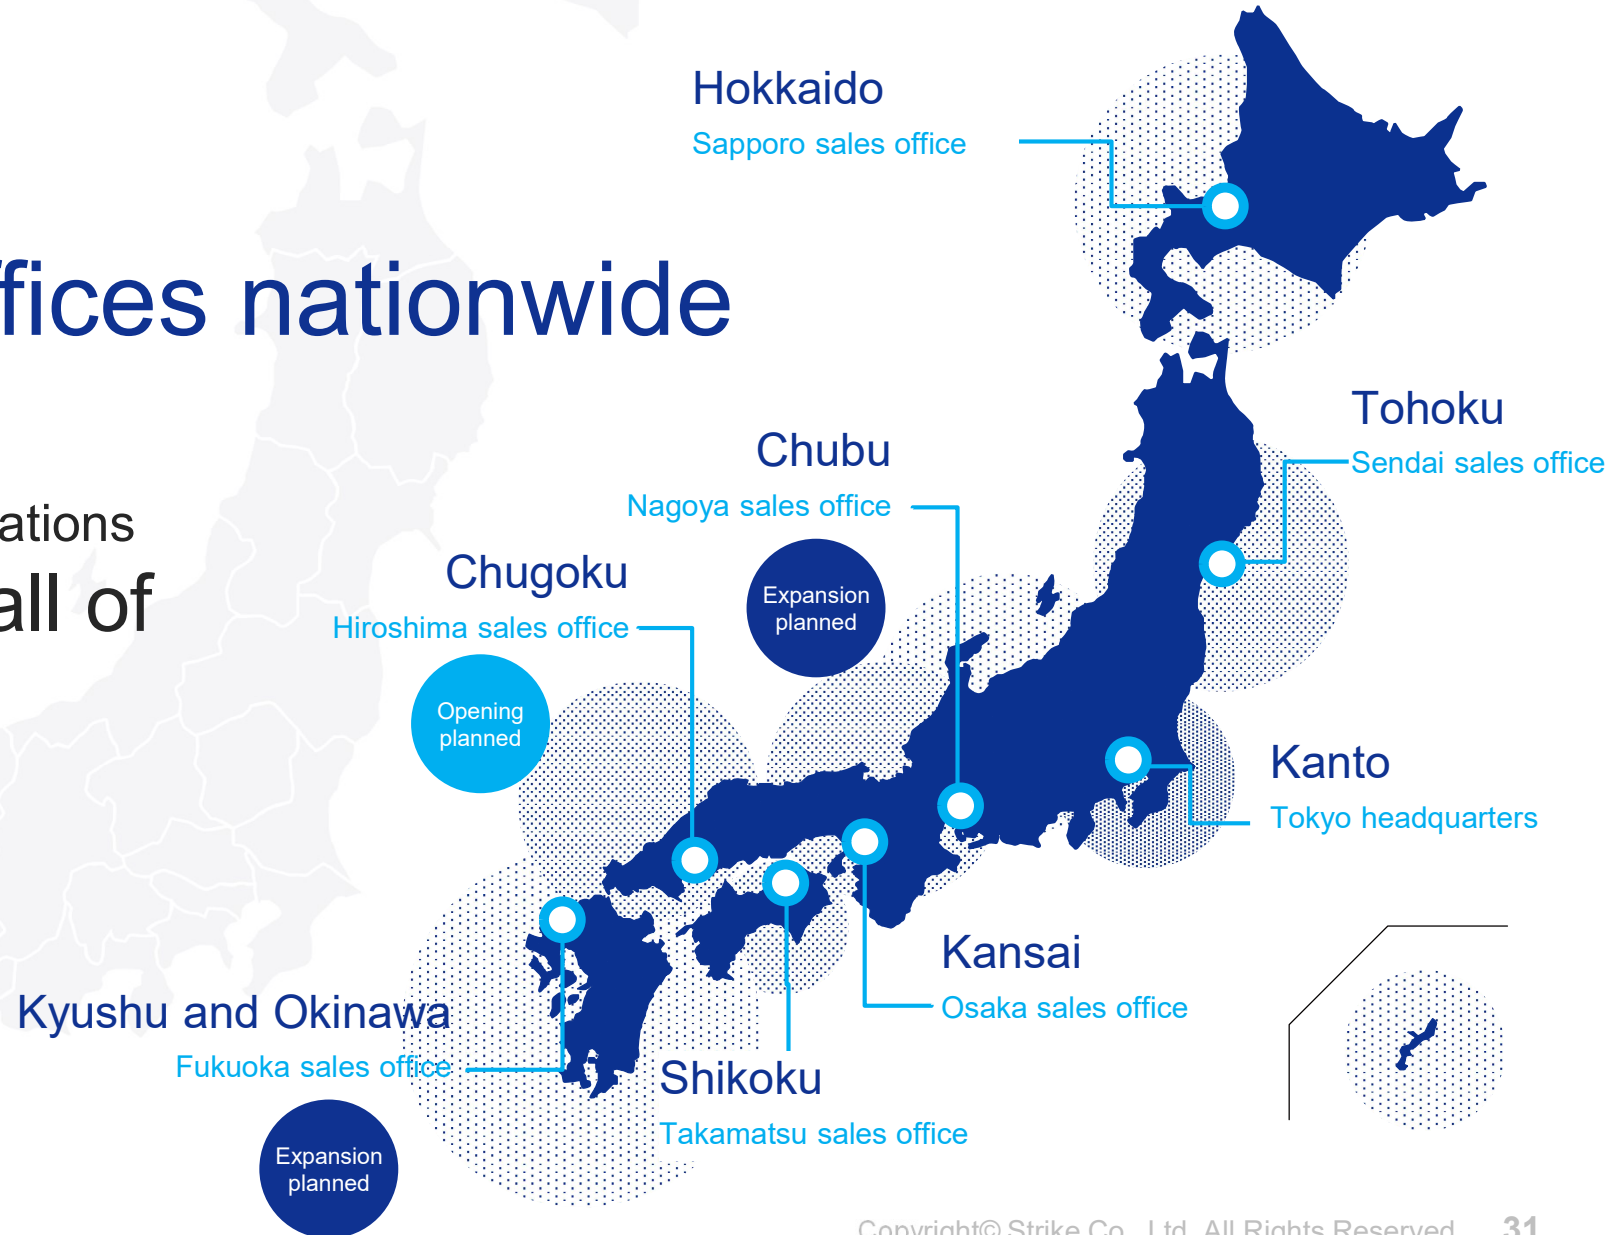 Hokkaido
Sapporo sales office
ffices nationwide
Tohoku
Sendai sales office
Chubu
Nagoya sales office
ations
all of
Chugoku
Hiroshima sales office
Expansion
planned
Opening
planned
Kanto
Tokyo headquarters
Kansai
Osaka sales office
Kyushu and Okinawa
Fukuoka sales office
Shikoku
Takamatsu sales office
Expansion
planned
Copyright© Strike Co., Ltd. All Rights Reserved. 31